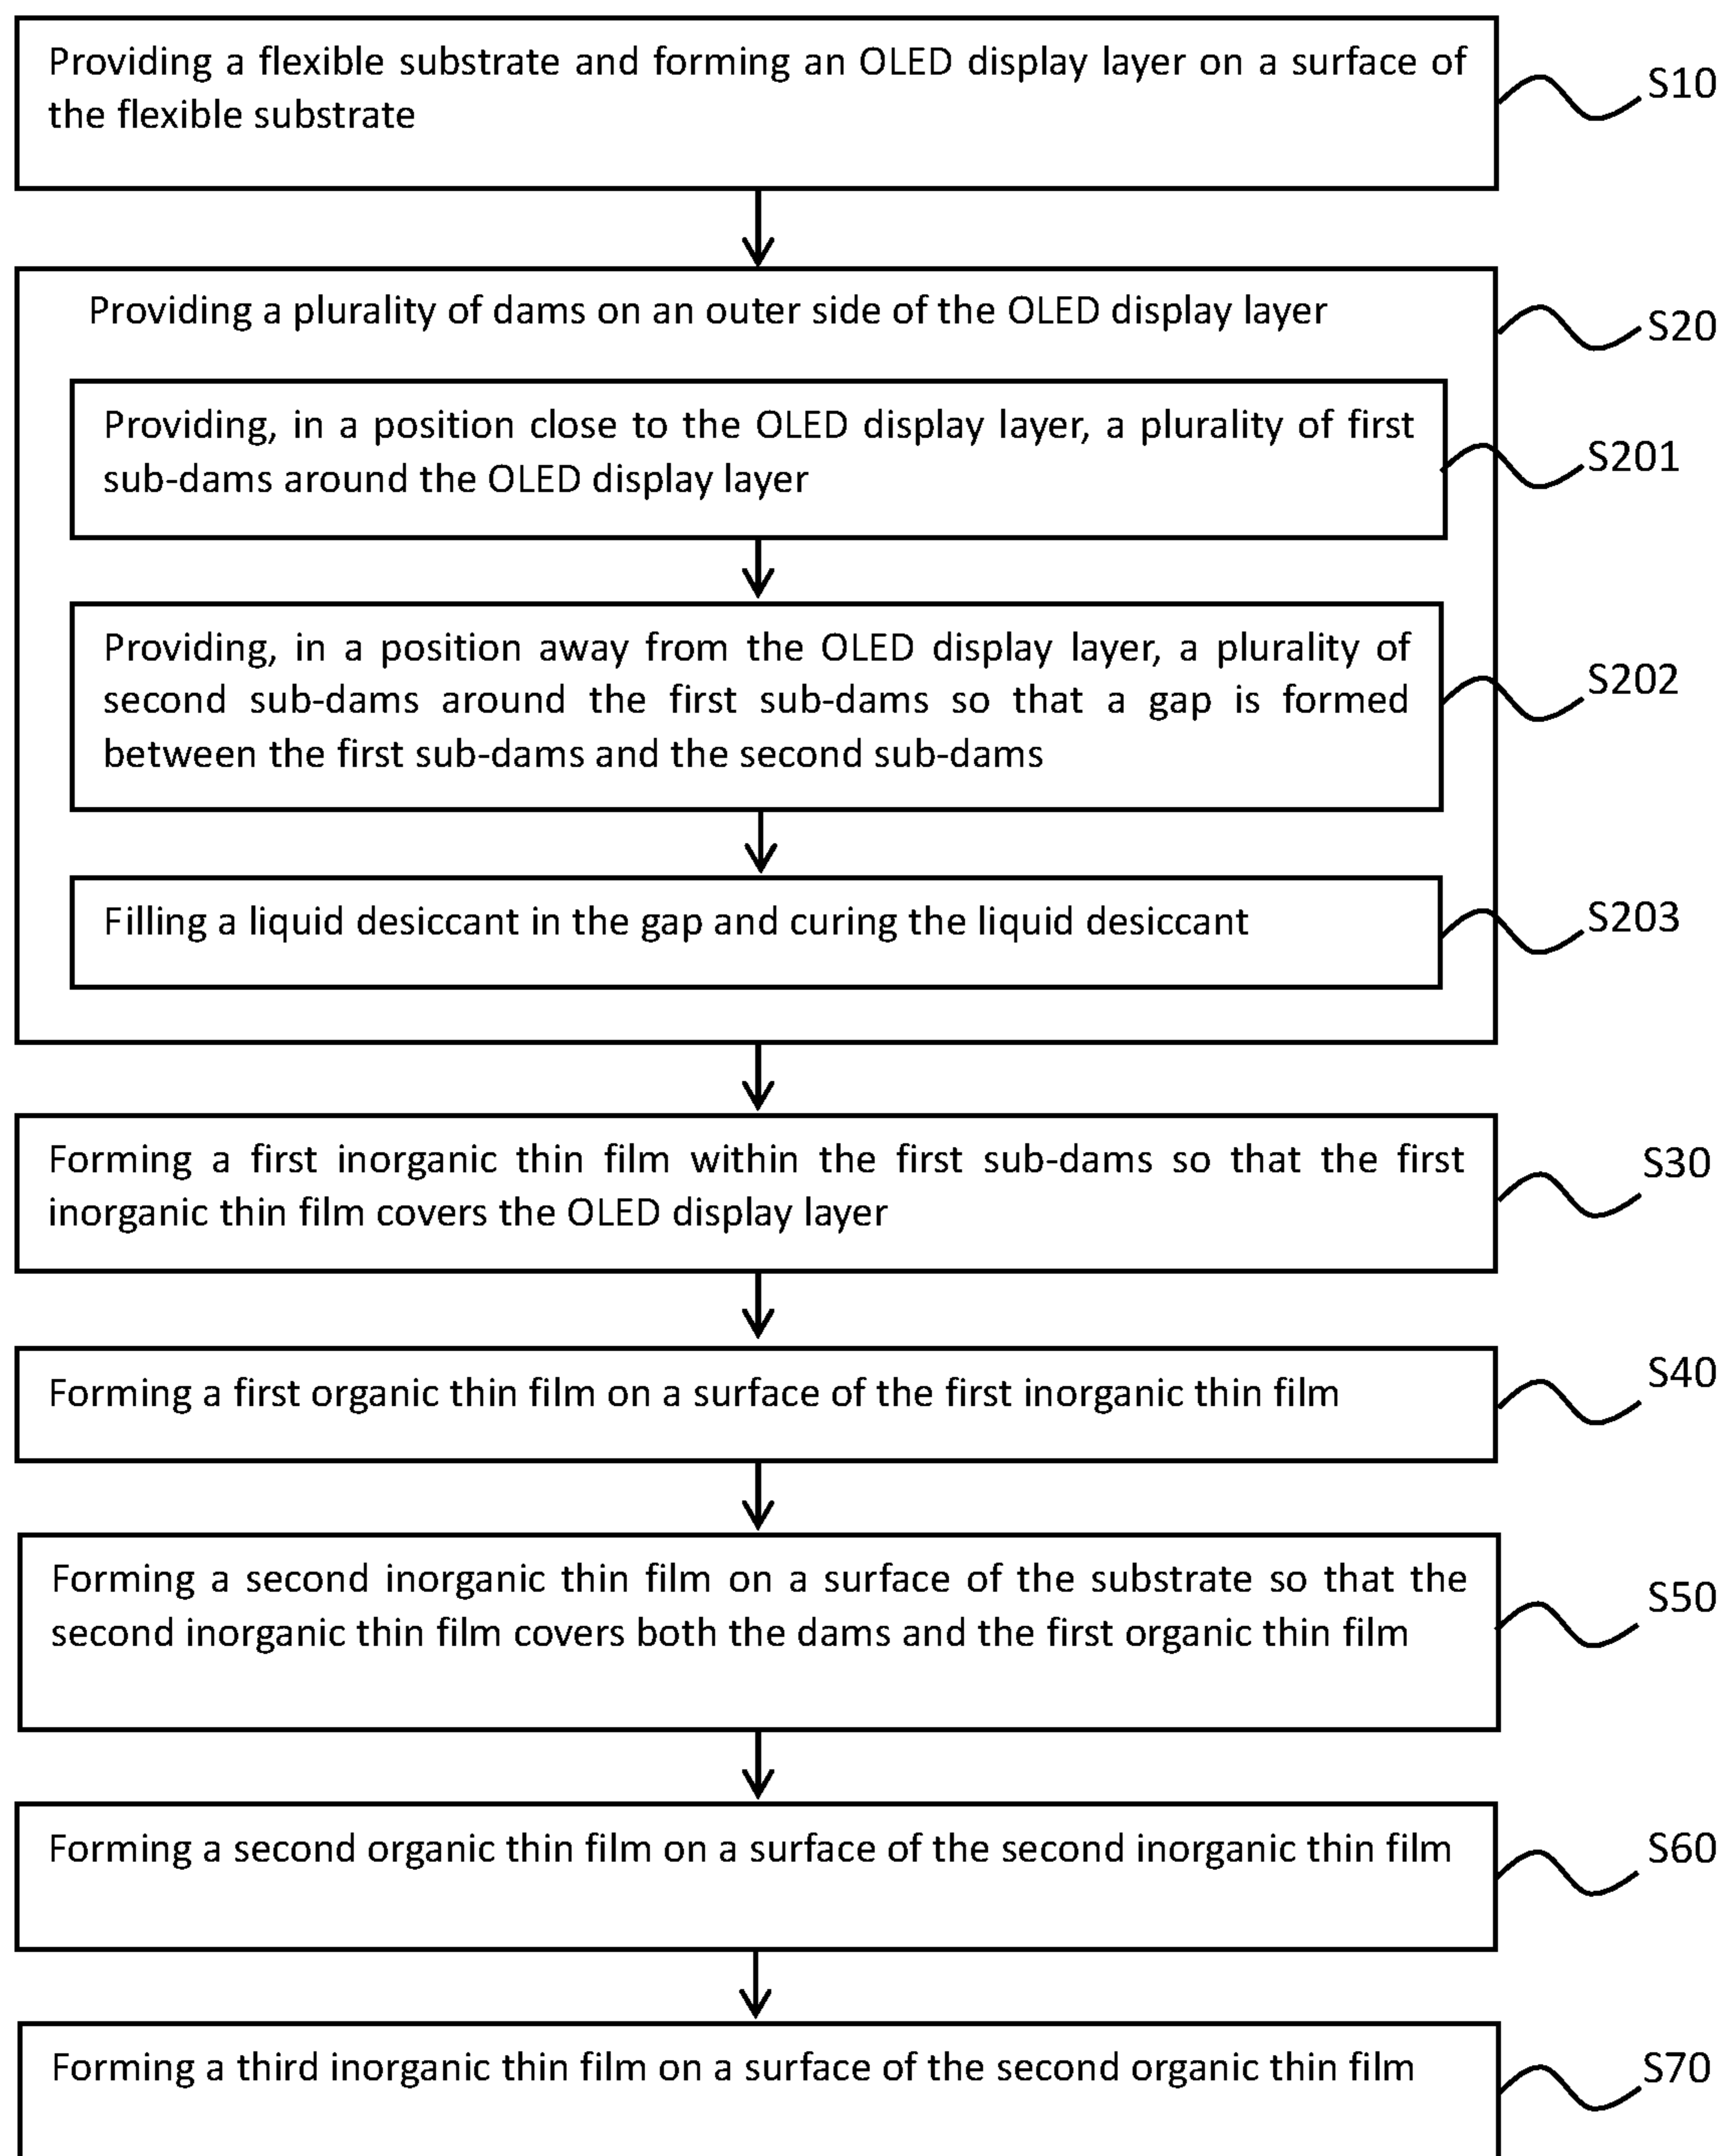 Providing a flexible substrate and forming an OLED display layer on a surface of
the flexible substrate
S10
Providing a plurality of dams on an outer side of the OLED display layer
S20
Providing, in a position close to the OLED display layer, a plurality of first
sub-dams around the OLED display layer
S201
Providing, in a position away from the OLED display layer, a plurality of
second sub-dams around the first sub-dams so that a gap is formed
between the first sub-dams and the second sub-dams
S202
Filling a liquid desiccant in the gap and curing the liquid desiccant
S203
Forming a first inorganic thin film within the first sub-dams so that the first
inorganic thin film covers the OLED display layer
S30
Forming a first organic thin film on a surface of the first inorganic thin film
S40
Forming a second inorganic thin film on a surface of the substrate so that the
second inorganic thin film covers both the dams and the first organic thin film
S50
Forming a second organic thin film on a surface of the second inorganic thin film
S60
Forming a third inorganic thin film on a surface of the second organic thin film
S70